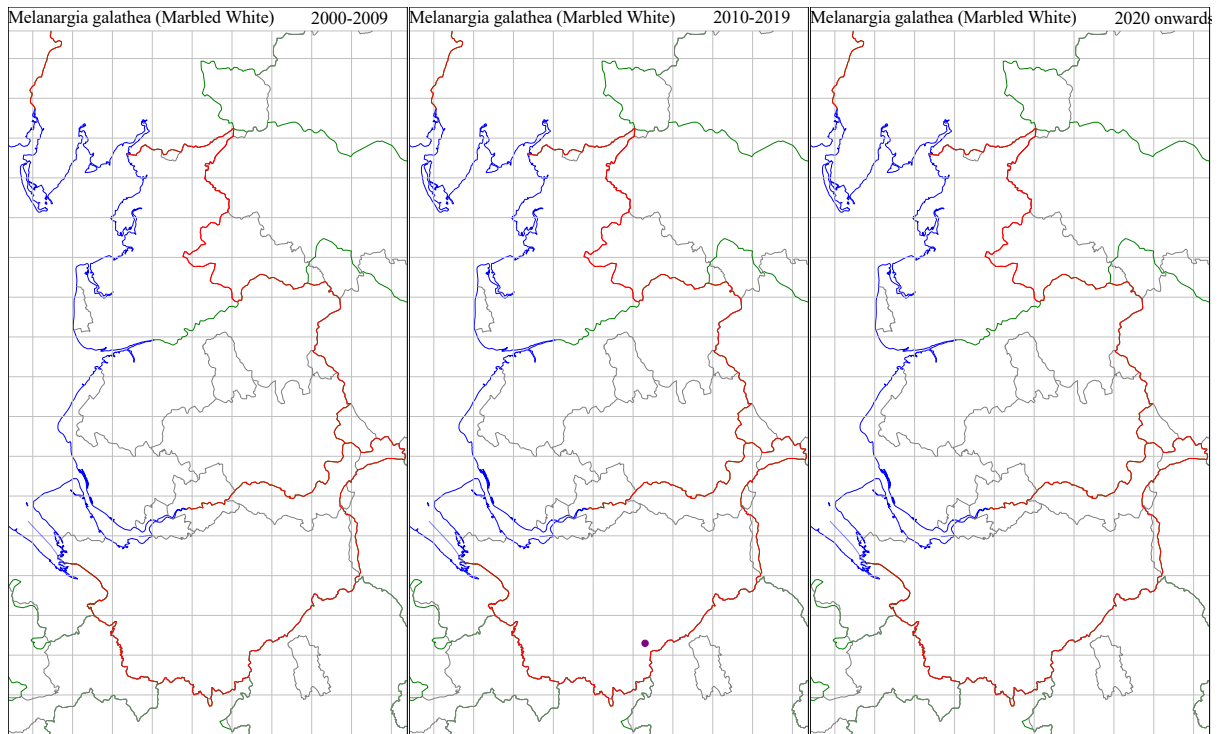 Melanargia galathea (Marbled White) 2000-2009
Melanargia galathea (Marbled White) 2010-2019
Melanargia galathea (Marbled White) 2020 onwards